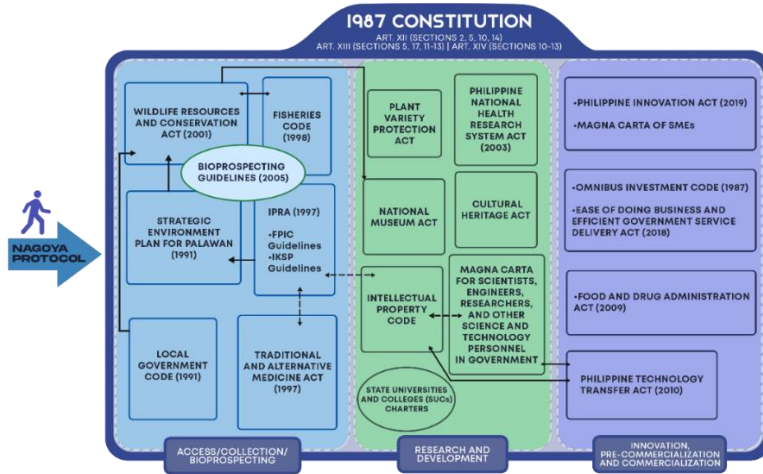 1987 CONSTITUTION
ART. XII (SECTIONS 2, 5, 10, 14)
ART. XIII (SECTIONS 5, 17, 11-13) | ART. XIV (SECTIONS 10-13)
NAGOYA
PROTOCOL
WILDLIFE RESOURCES
AND CONSERVATION
ACT (2001)
FISHERIES
CODE
(1998)
BIOPROSPECTING
GUIDELINES (2005)
STRATEGIC
ENVIRONMENT
PLAN FOR PALAWAN
(1991)
IPRA (1997)
•FPIC
Guidelines
•IKSP
Guidelines
LOCAL
GOVERNMENT
CODE (1991)
TRADITIONAL
AND ALTERNATIVE
MEDICINE ACT
(1997)
ACCESS/COLLECTION/
BIOPROSPECTING
PLANT
VARIETY
PROTECTION
ACT
PHILIPPINE
NATIONAL
HEALTH
RESEARCH
SYSTEM ACT
(2003)
NATIONAL
MUSEUM ACT
CULTURAL
HERITAGE ACT
INTELLECTUAL
PROPERTY
CODE
MAGNA CARTA
FOR SCIENTISTS,
ENGINEERS,
RESEARCHERS,
AND OTHER
SCIENCE AND
TECHNOLOGY
PERSONNEL
IN GOVERNMENT
STATE UNIVERSITIES
AND COLLEGES (SUCs)
CHARTERS
RESEARCH AND
DEVELOPMENT
•PHILIPPINE INNOVATION ACT (2019)
•MAGNA CARTA OF SMEs
•OMNIBUS INVESTMENT CODE (1987)
•EASE OF DOING BUSINESS AND
EFFICIENT GOVERNMENT SERVICE
DELIVERY ACT (2018)
•FOOD AND DRUG ADMINISTRATION
ACT (2009)
PHILIPPINE TECHNOLOGY
TRANSFER ACT (2010)
INNOVATION,
PRE-COMMERCIALIZATION
AND COMMERCIALIZATION